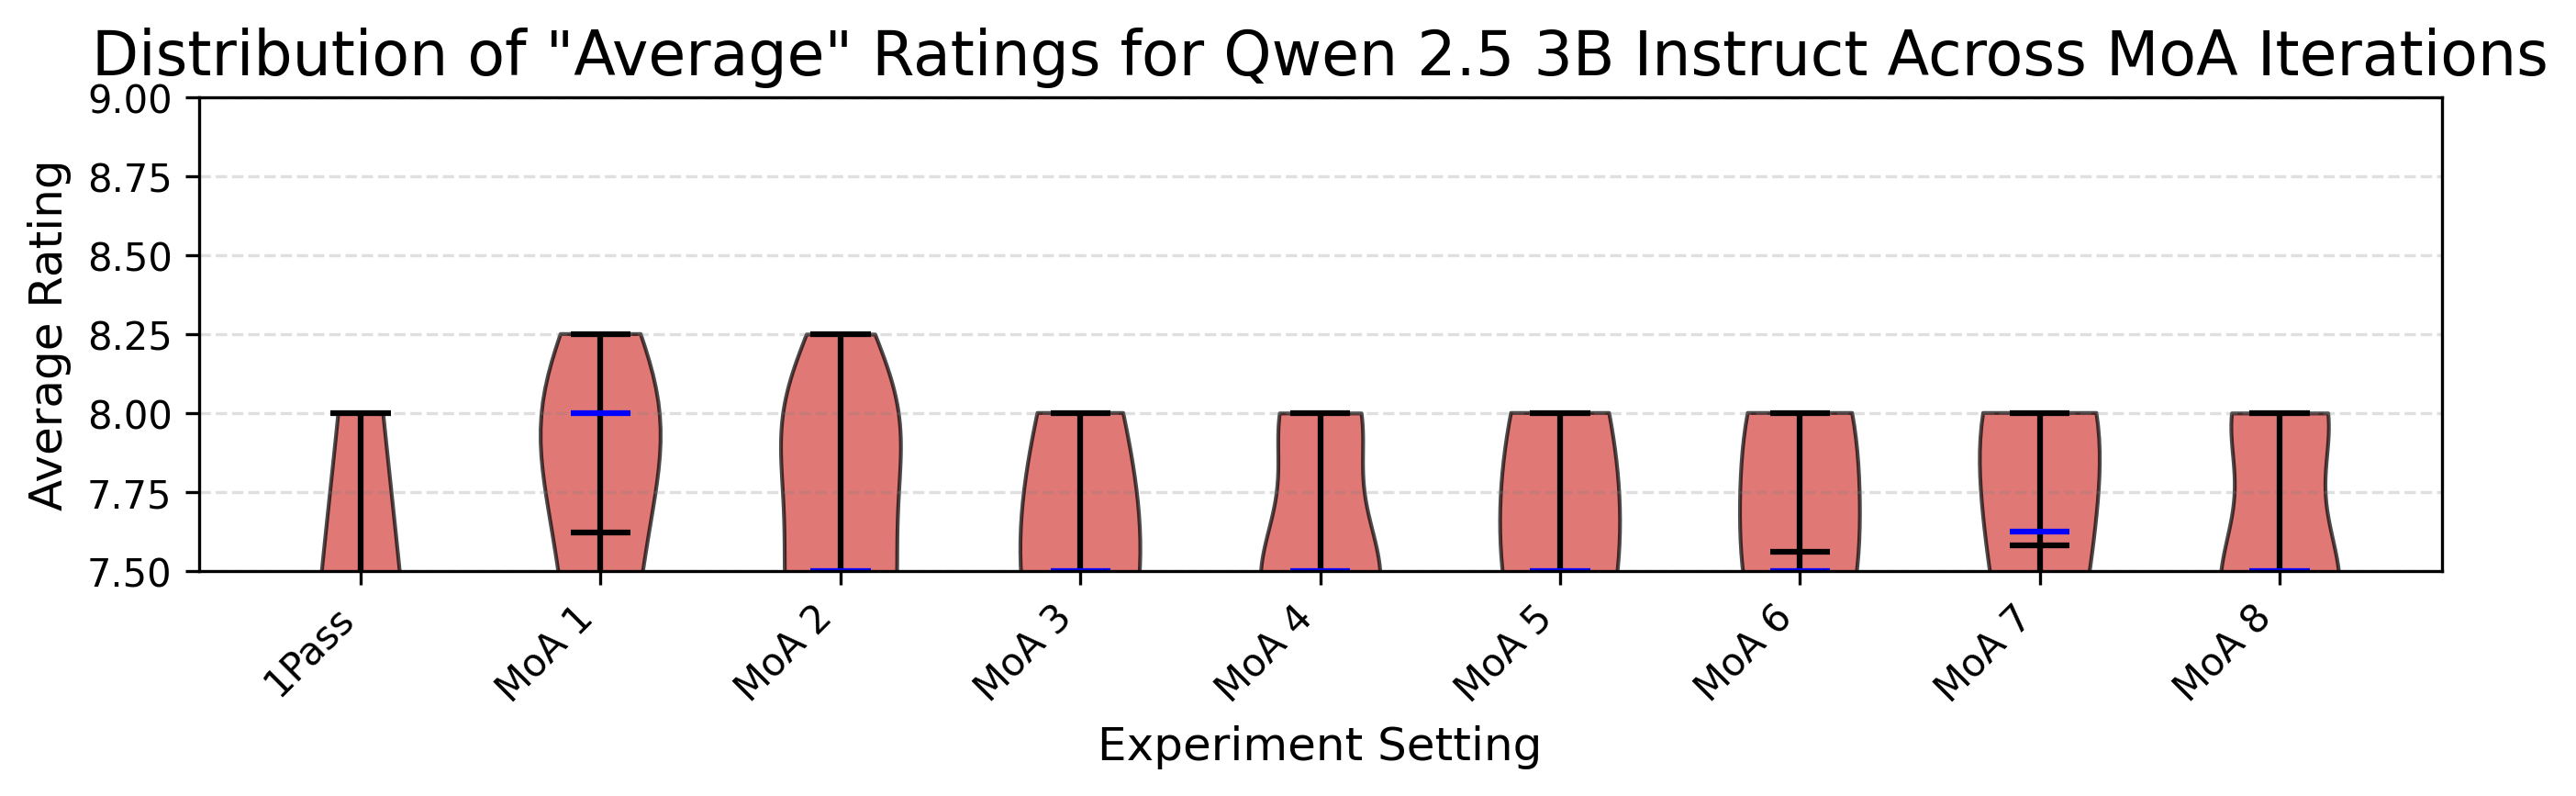 Distribution of "Average" Ratings for Qwen 2.5 3B Instruct Across MoA Iterations
Average Rating
9.00
8.75
8.50
8.25
8.00
7.75
7.50
1Pass
MoA 1
MoA 2
MoA 3
MoA 4
MoA 5
MoA 6
MoA 7
MoA 8
Experiment Setting